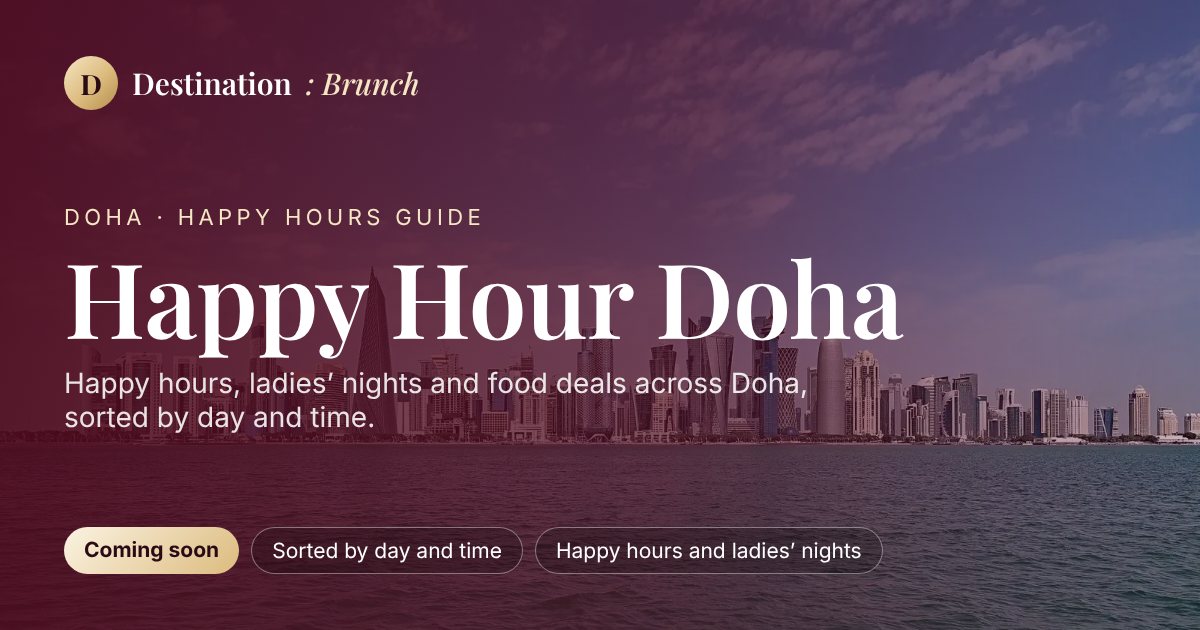 D Destination : Brunch
DOHA · HAPPY HOURS GUIDE
Happy Hour Doha
Happy hours, ladies’ nights and food deals across Doha,
sorted by day and time.
Coming soon Sorted by day and time Happy hours and ladies’ nights